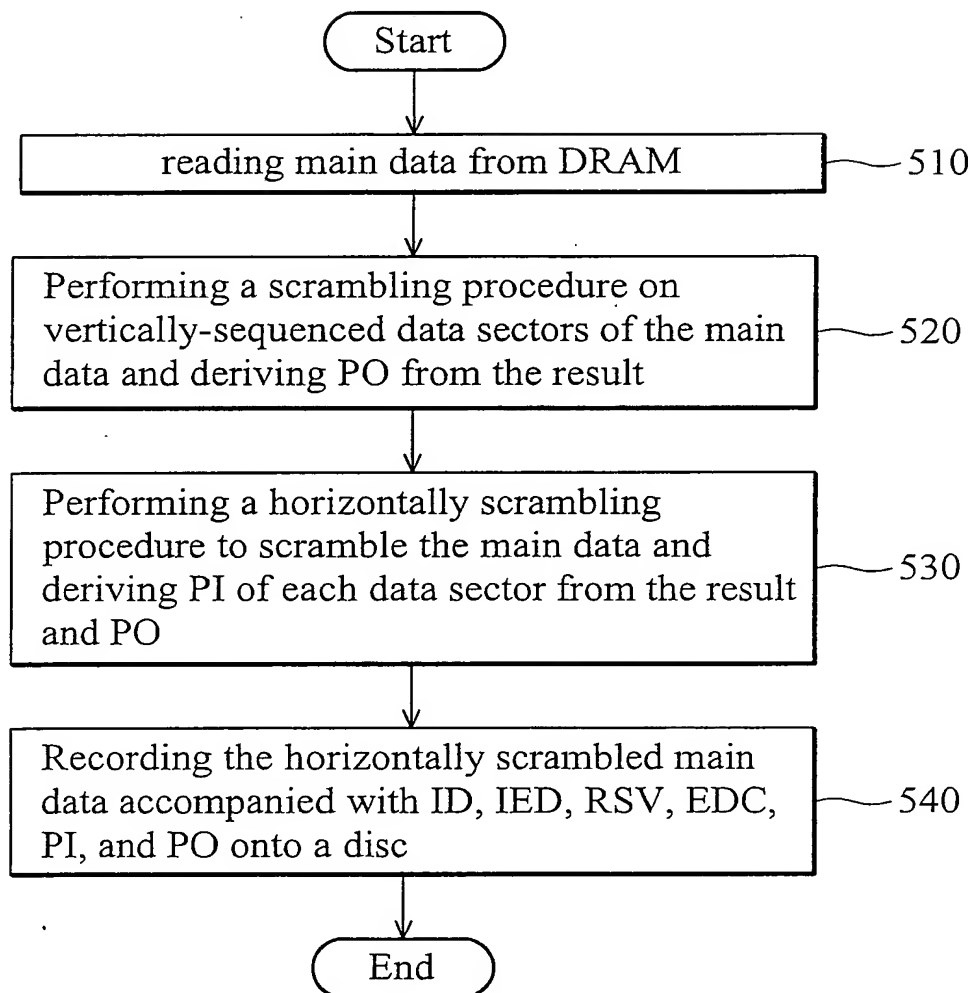 Start
reading main data from DRAM
510
Performing a scrambling procedure on
vertically-sequenced data sectors of the main
data and deriving PO from the result
520
Performing a horizontally scrambling
procedure to scramble the main data and
deriving PI of each data sector from the result
and PO
530
Recording the horizontally scrambled main
data accompanied with ID, IED, RSV, EDC,
PI, and PO onto a disc
540
End